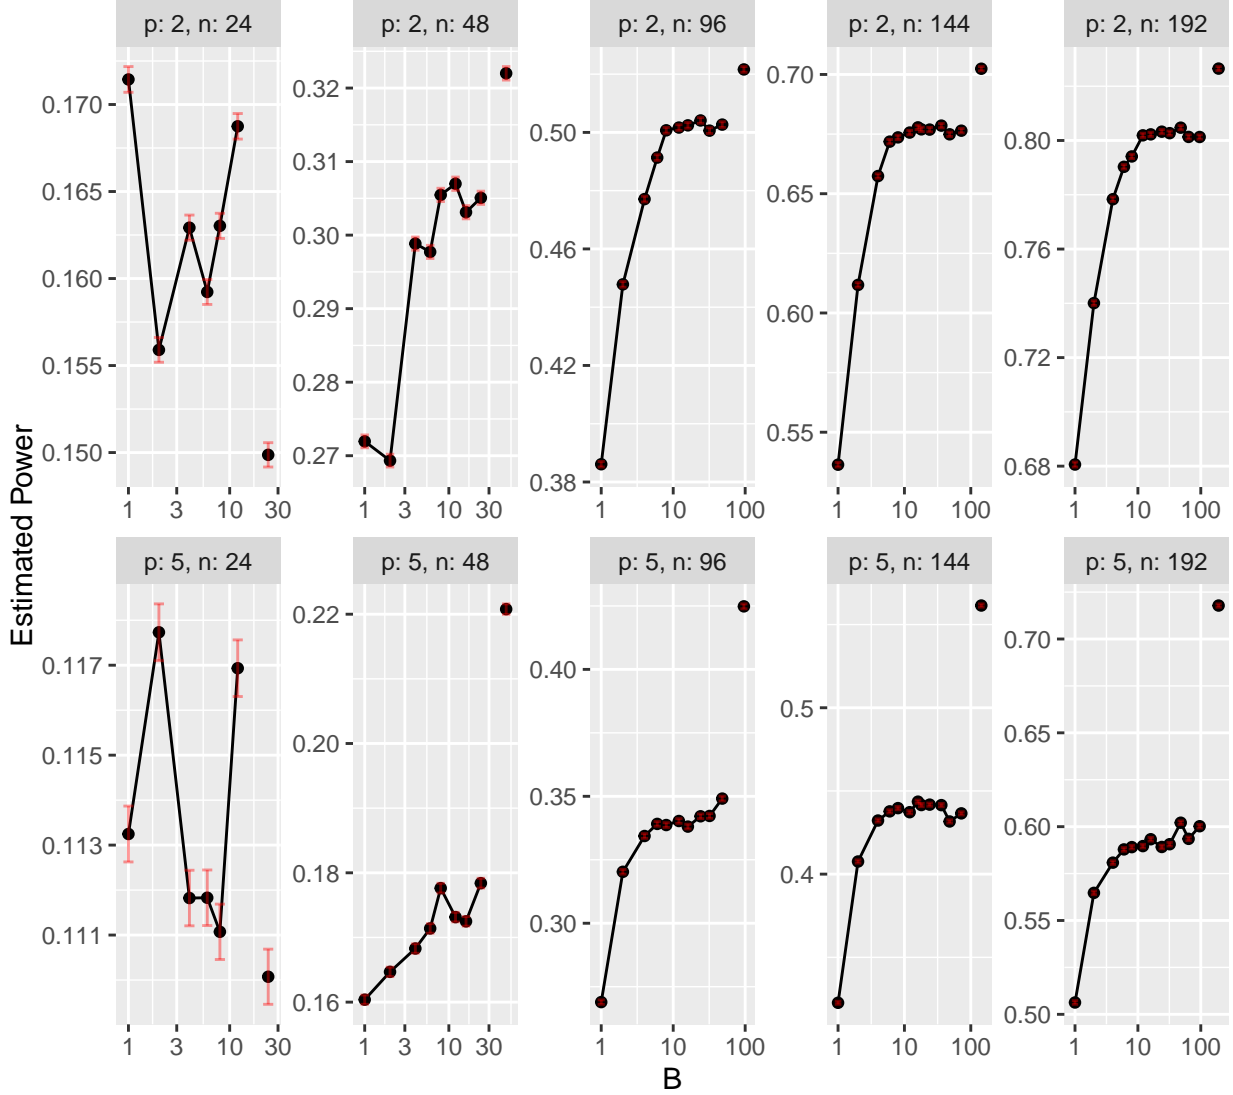 p: 2, n: 24
p: 2, n: 48
p: 2, n: 96
p: 2, n: 144
p: 2, n: 192
0.170
0.165
0.160
0.155
0.150
0.32
0.31
0.30
0.29
0.28
0.27
0.50
0.46
0.42
0.38
0.70
0.65
0.60
0.55
0.80
0.76
0.72
0.68
1 3 10 30
1 3 10 30
1 10 100
1 10 100
1 10 100
Estimated Power
p: 5, n: 24
p: 5, n: 48
p: 5, n: 96
p: 5, n: 144
p: 5, n: 192
0.117
0.115
0.113
0.111
0.22
0.20
0.18
0.16
0.40
0.35
0.30
0.5
0.4
0.70
0.65
0.60
0.55
0.50
1 3 10 30
1 3 10 30
1 10 100
1 10 100
1 10 100
B